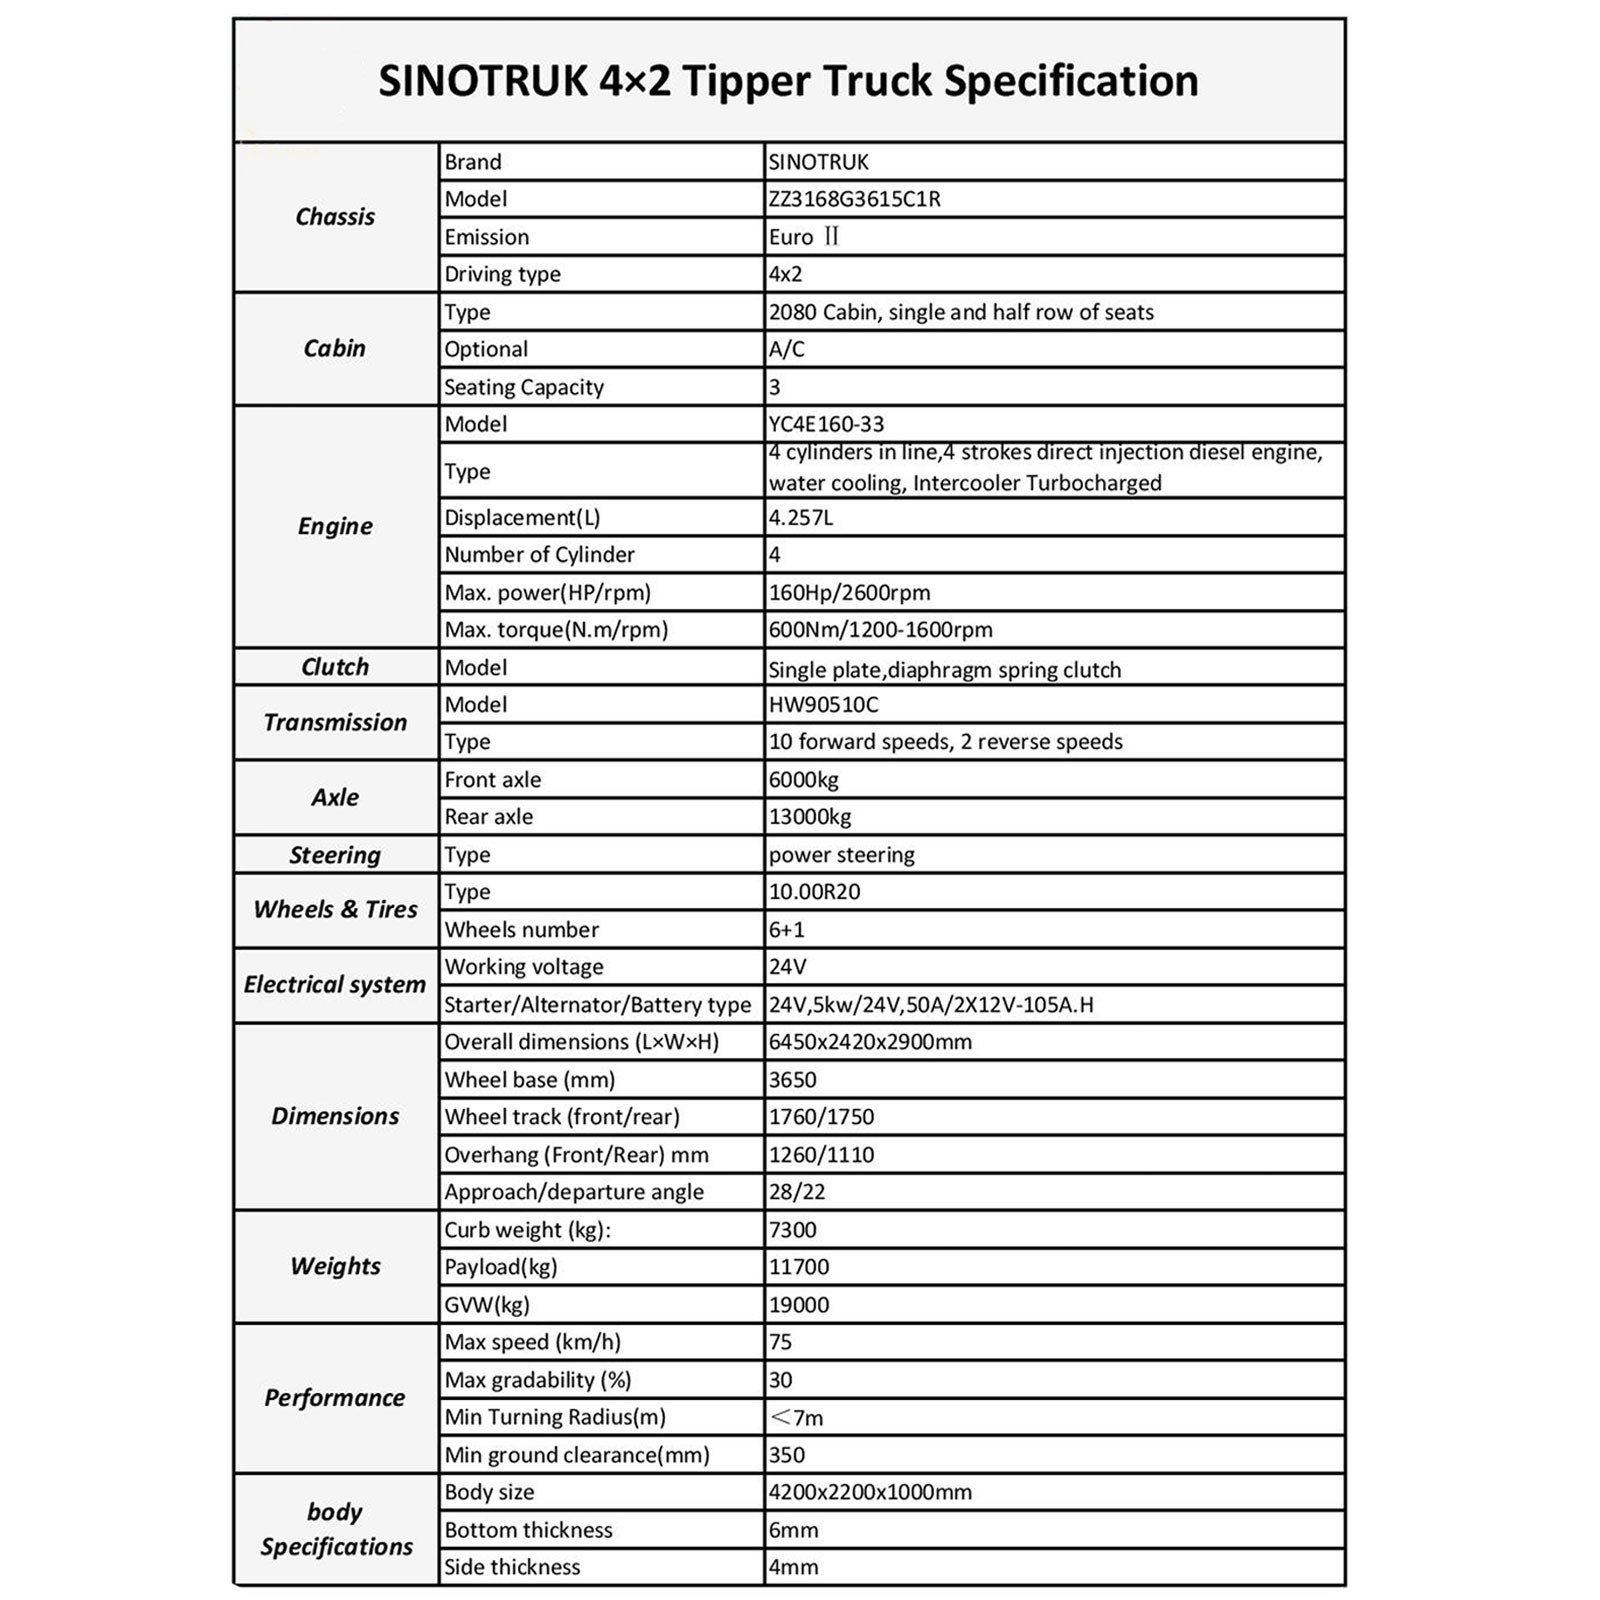 SINOTRUK 4×2 Tipper Truck Specification
Chassis
Brand SINOTRUK
Model ZZ3168G3615C1R
Emission Euro Ⅱ
Driving type 4x2
Cabin
Type 2080 Cabin, single and half row of seats
Optional A/C
Seating Capacity 3
Engine
Model YC4E160-33
Type 4 cylinders in line,4 strokes direct injection diesel engine,
water cooling, Intercooler Turbocharged
Displacement(L) 4.257L
Number of Cylinder 4
Max. power(HP/rpm) 160Hp/2600rpm
Max. torque(N.m/rpm) 600Nm/1200-1600rpm
Clutch Model Single plate,diaphragm spring clutch
Transmission
Model HW90510C
Type 10 forward speeds, 2 reverse speeds
Axle
Front axle 6000kg
Rear axle 13000kg
Steering Type power steering
Wheels & Tires
Type 10.00R20
Wheels number 6+1
Electrical system
Working voltage 24V
Starter/Alternator/Battery type 24V,5kw/24V,50A/2X12V-105A.H
Dimensions
Overall dimensions (L×W×H) 6450x2420x2900mm
Wheel base (mm) 3650
Wheel track (front/rear) 1760/1750
Overhang (Front/Rear) mm 1260/1110
Approach/departure angle 28/22
Weights
Curb weight (kg): 7300
Payload(kg) 11700
GVW(kg) 19000
Performance
Max speed (km/h) 75
Max gradability (%) 30
Min Turning Radius(m) ＜7m
Min ground clearance(mm) 350
body
Specifications
Body size 4200x2200x1000mm
Bottom thickness 6mm
Side thickness 4mm